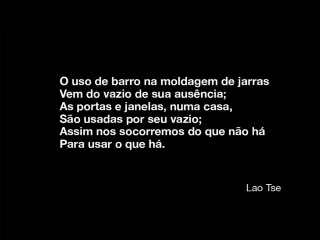 O uso de barro na moldagem de jarras
Vem do vazio de sua ausência;
As portas e janelas, numa casa,
São usadas por seu vazio;
Assim nos socorremos do que não há
Para usar o que há.
Lao Tse